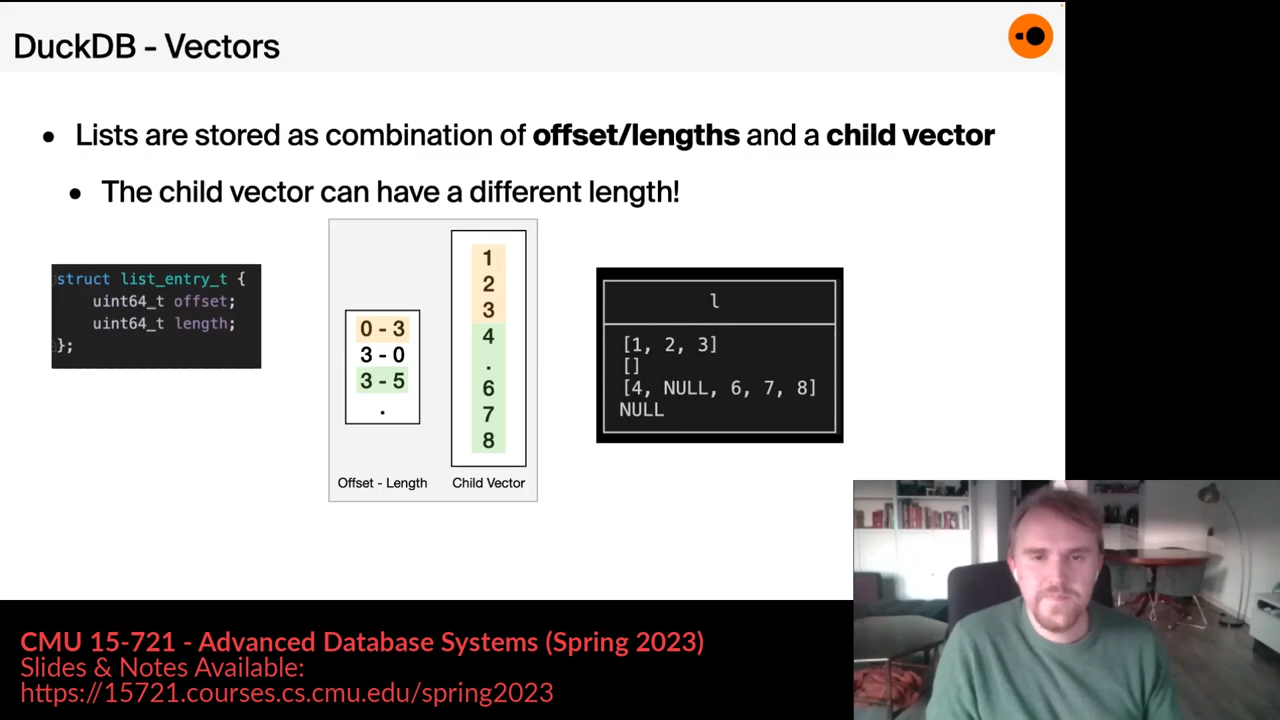 DuckDB - Vectors
• Lists are stored as combination of offset/lengths and a child vector
• The child vector can have a different length!
struct list_entry_t {
uint64_t offset;
uint64_t length;
};
0 - 3
3 - 0
3 - 5
.
Offset - Length
1
2
3
4
.
6
7
8
Child Vector
l
[1, 2, 3]
[]
[4, NULL, 6, 7, 8]
NULL
CMU 15-721 - Advanced Database Systems (Spring 2023)
Slides & Notes Available:
https://15721.courses.cs.cmu.edu/spring2023